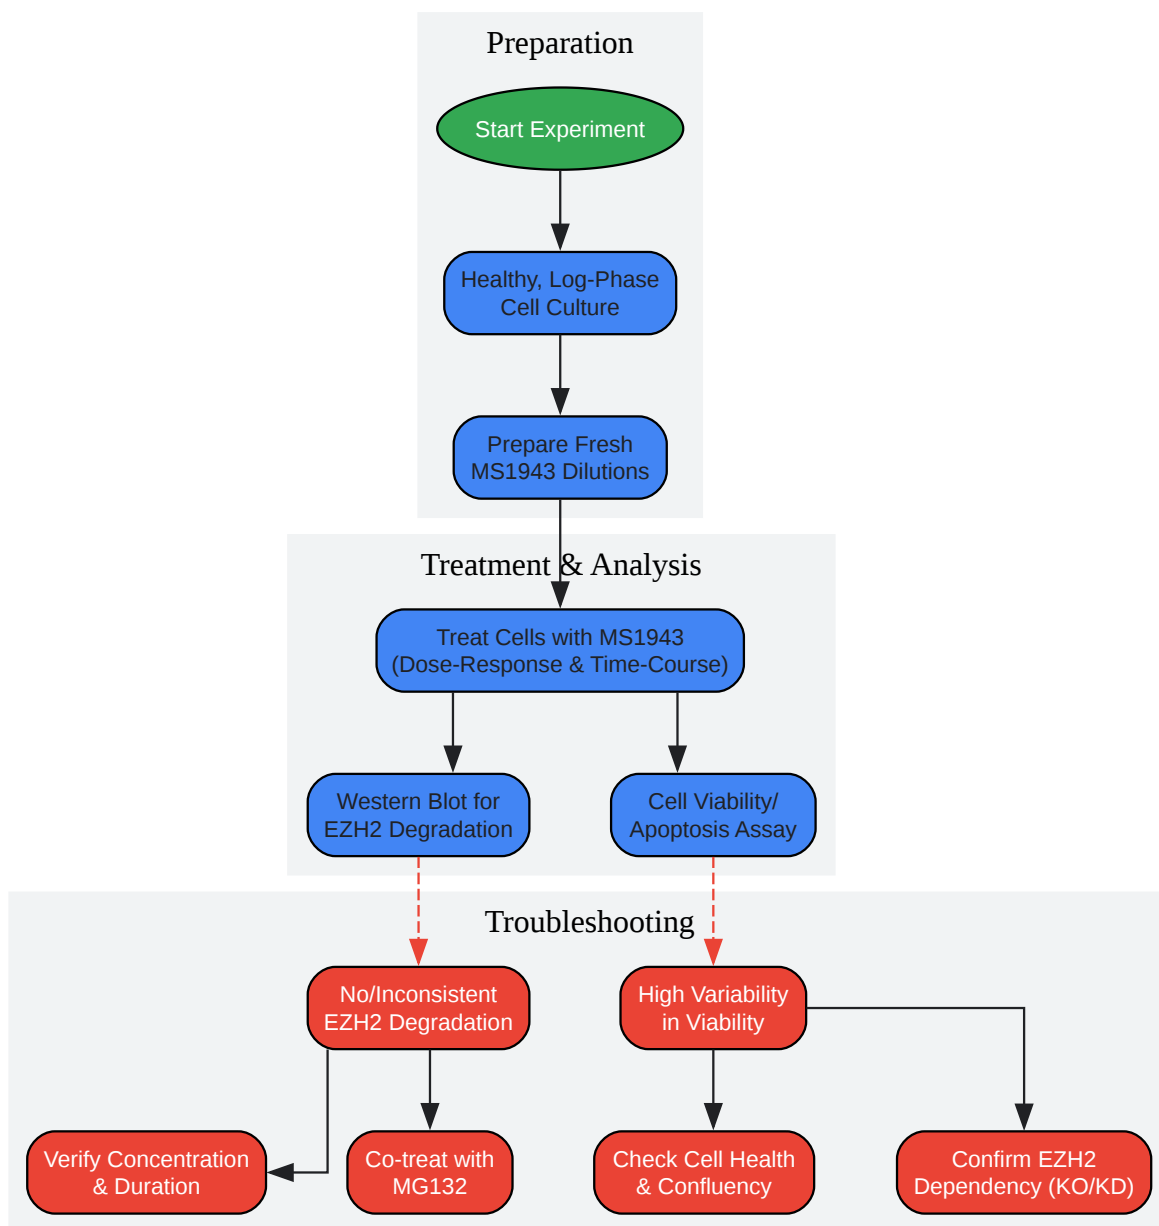 Preparation
Start Experiment
Healthy, Log-Phase
Cell Culture
Prepare Fresh
MS1943 Dilutions
Treatment & Analysis
Treat Cells with MS1943
(Dose-Response & Time-Course)
Western Blot for
EZH2 Degradation
Cell Viability/
Apoptosis Assay
Troubleshooting
No/Inconsistent
EZH2 Degradation
High Variability
in Viability
Verify Concentration
& Duration
Co-treat with
MG132
Check Cell Health
& Confluency
Confirm EZH2
Dependency (KO/KD)